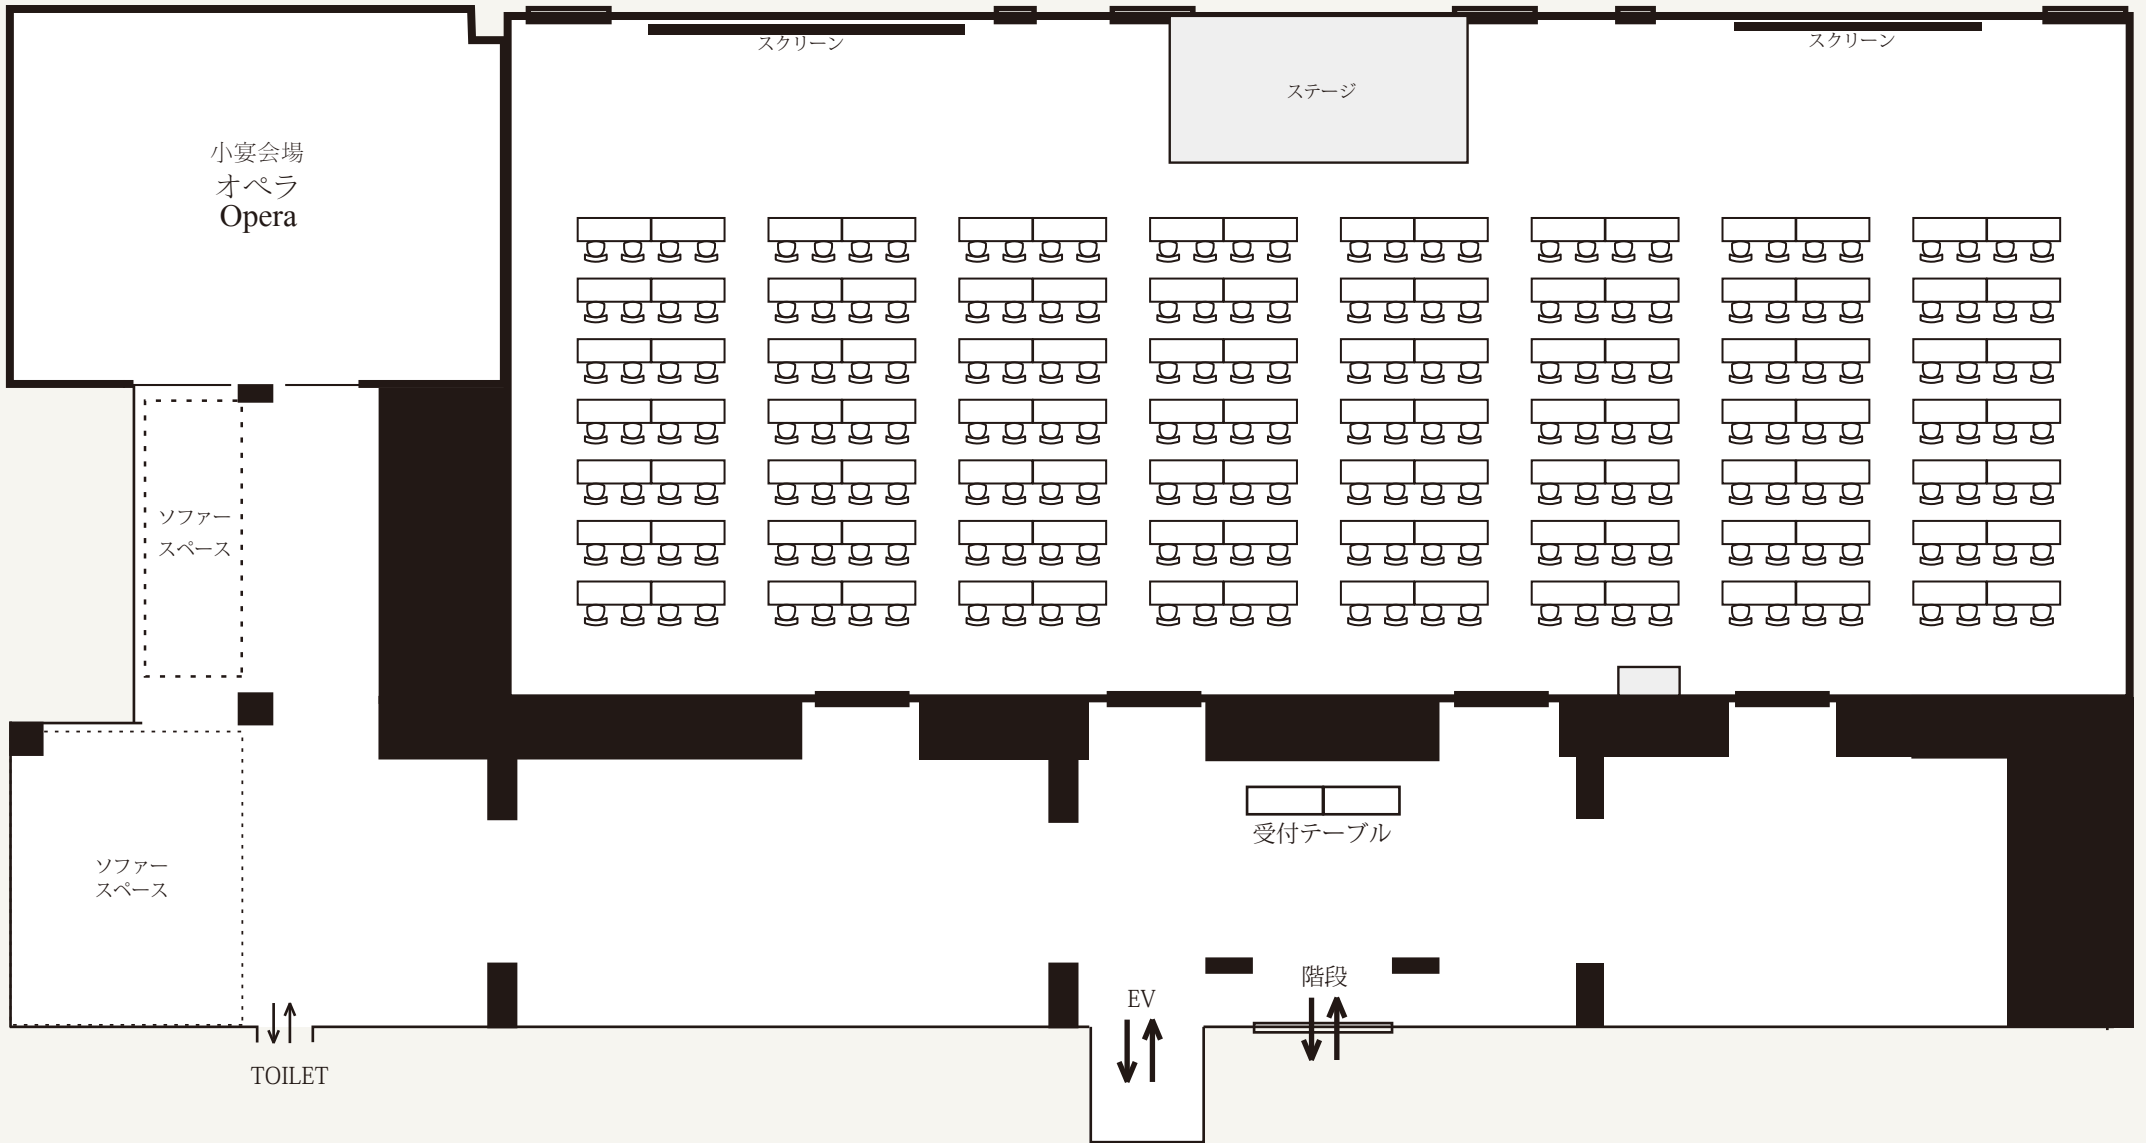 スクリーン
スクリーン
ステージ
小宴会場
オペラ
Opera
ソファー
スペース
受付テーブル
ソファー
スペース
階段
EV
TOILET